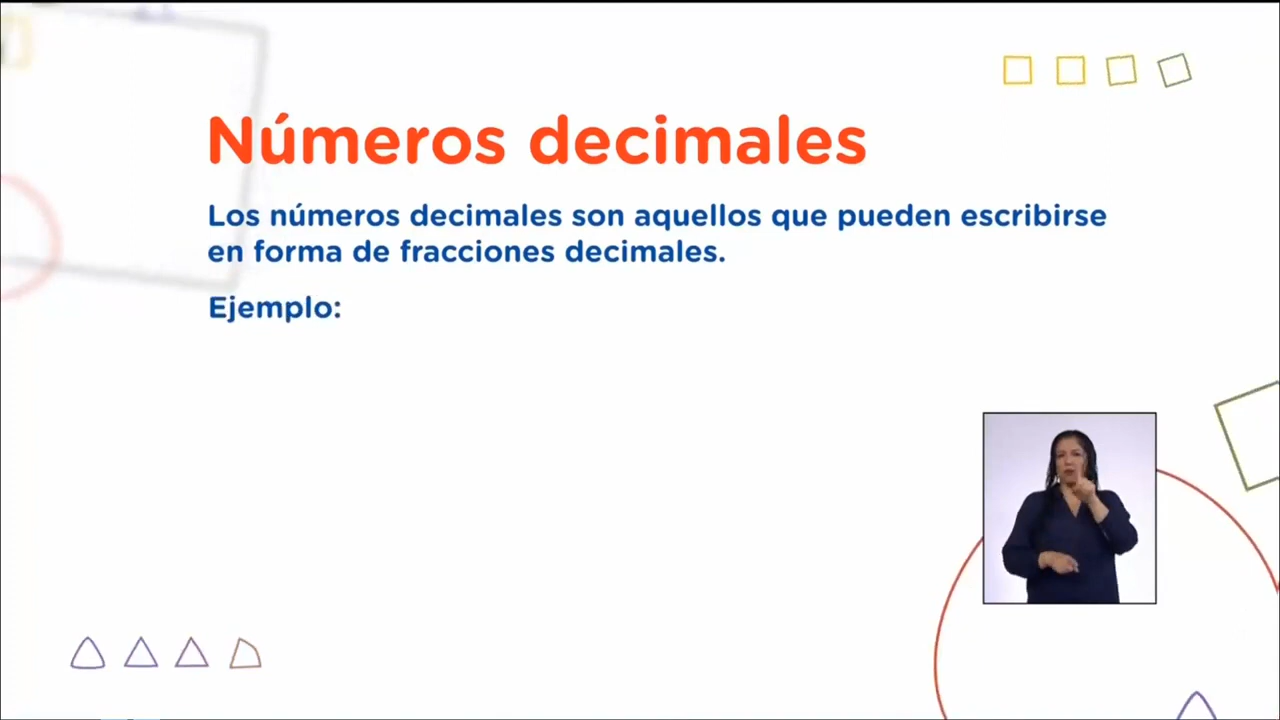 Números decimales
Los números decimales son aquellos que pueden escribirse
en forma de fracciones decimales.
Ejemplo: